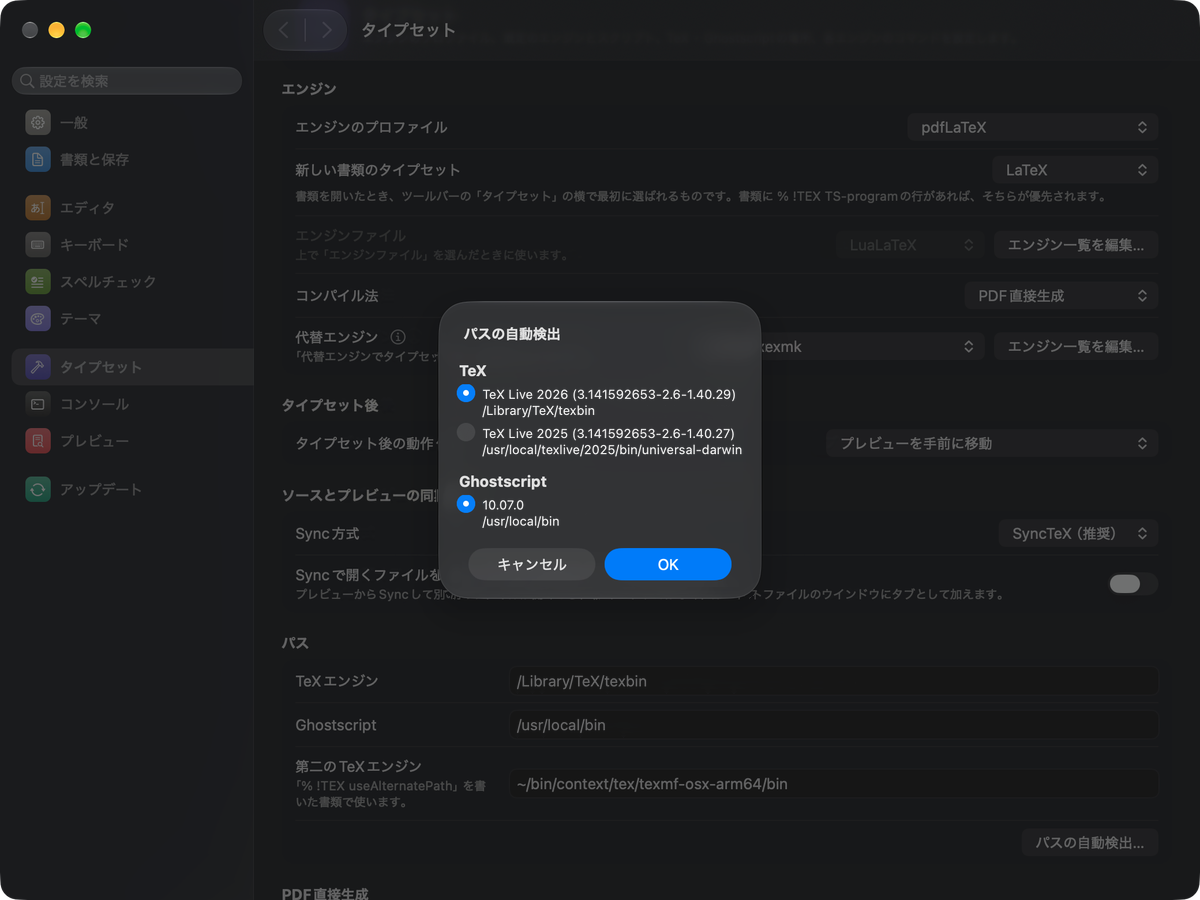 タイプセット
設定を検索
一般
書類と保存
エディタ
キーボード
スペルチェック
テーマ
タイプセット
コンソール
プレビュー
アップデート
エンジン
エンジンのプロファイル
pdfLaTeX
新しい書類のタイプセット
LaTeX
書類を開いたとき、ツールバーの「タイプセット」の横で最初に選ばれるものです。書類に % !TEX TS-program の行があれば、そちらが優先されます。
エンジンファイル
上で「エンジンファイル」を選んだときに使います。
LuaLaTeX
エンジン一覧を編集...
コンパイル法
PDF 直接生成
代替エンジン
「代替エンジンでタイプセッ
exmk
エンジン一覧を編集...
タイプセット後
タイプセット後の動作
プレビューを手前に移動
ソースとプレビューの同
Sync 方式
SyncTeX (推奨)
Sync で開くファイルを
プレビューから Sync して別
トファイルのウインドウにタブとして加えます。
パスの自動検出
TeX
TeX Live 2026 (3.141592653-2.6-1.40.29)
/Library/TeX/texbin
TeX Live 2025 (3.141592653-2.6-1.40.27)
/usr/local/texlive/2025/bin/universal-darwin
Ghostscript
10.07.0
/usr/local/bin
キャンセル
OK
パス
TeX エンジン
/Library/TeX/texbin
Ghostscript
/usr/local/bin
第二の TeX エンジン
「% !TEX useAlternatePath」を書
いた書類で使います。
~/bin/context/tex/texmf-osx-arm64/bin
パスの自動検出...
PDF 直接生成